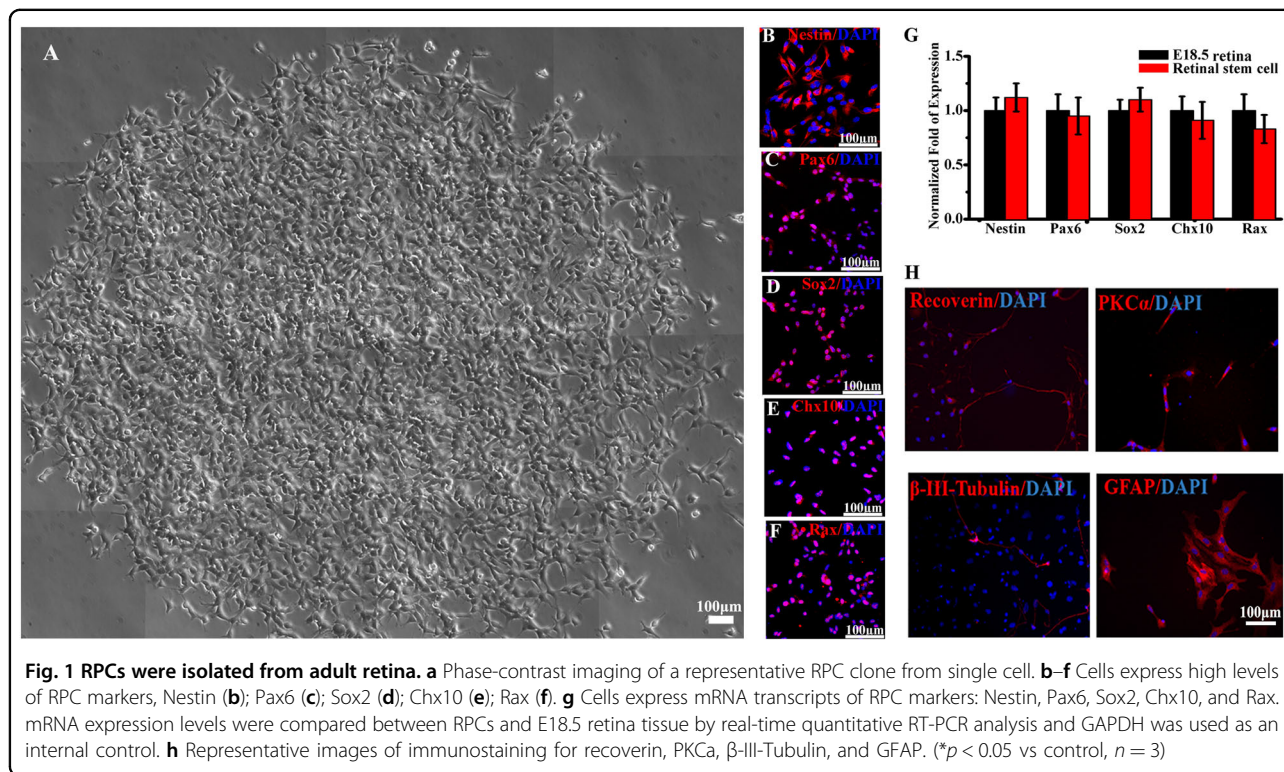 A
100μm
B
Nestin/DAPI
100μm
C
Pax6/DAPI
100μm
D
Sox2/DAPI
100μm
E
Chx10/DAPI
100μm
F
Rax/DAPI
100μm
G
Normalized Fold of Expression
1.5
1.0
0.5
0.0
E18.5 retina
Retinal stem cell
Nestin Pax6 Sox2 Chx10 Rax
H
Recoverin/DAPI
PKCα/DAPI
β-III-Tubulin/DAPI
GFAP/DAPI
100μm
Fig. 1 RPCs were isolated from adult retina. a Phase-contrast imaging of a representative RPC clone from single cell. b–f Cells express high levels
of RPC markers, Nestin (b); Pax6 (c); Sox2 (d); Chx10 (e); Rax (f). g Cells express mRNA transcripts of RPC markers: Nestin, Pax6, Sox2, Chx10, and Rax.
mRNA expression levels were compared between RPCs and E18.5 retina tissue by real-time quantitative RT-PCR analysis and GAPDH was used as an
internal control. h Representative images of immunostaining for recoverin, PKCa, β-III-Tubulin, and GFAP. (*p < 0.05 vs control, n = 3)